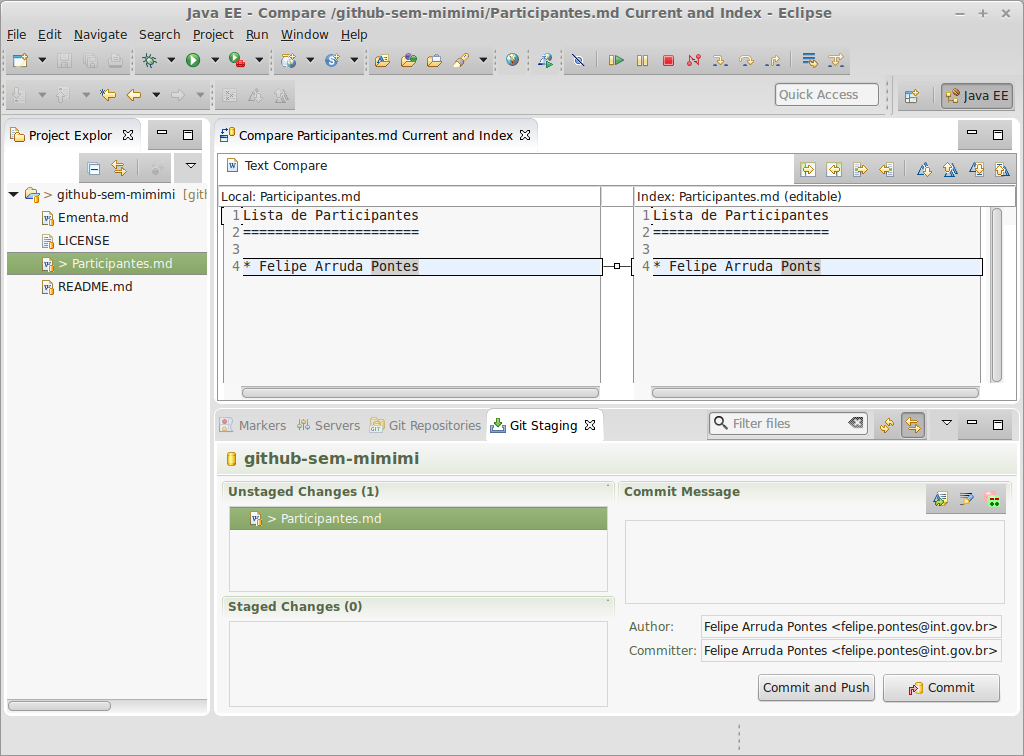 Java EE - Compare /github-sem-mimimi/Participantes.md Current and Index - Eclipse
File Edit Navigate Search Project Run Window Help
Quick Access
Java EE
Project Explor
github-sem-mimimi [gitl
Ementa.md
LICENSE
> Participantes.md
README.md
Compare Participantes.md Current and Index
Text Compare
Local: Participantes.md
1 Lista de Participantes
2 ======================
3
4 * Felipe Arruda Pontes
Index: Participantes.md (editable)
1 Lista de Participantes
2 ======================
3
4 * Felipe Arruda Ponts
Markers Servers Git Repositories Git Staging
Filter files
github-sem-mimimi
Unstaged Changes (1)
> Participantes.md
Staged Changes (0)
Commit Message
Author: Felipe Arruda Pontes <felipe.pontes@int.gov.br>
Committer: Felipe Arruda Pontes <felipe.pontes@int.gov.br>
Commit and Push
Commit